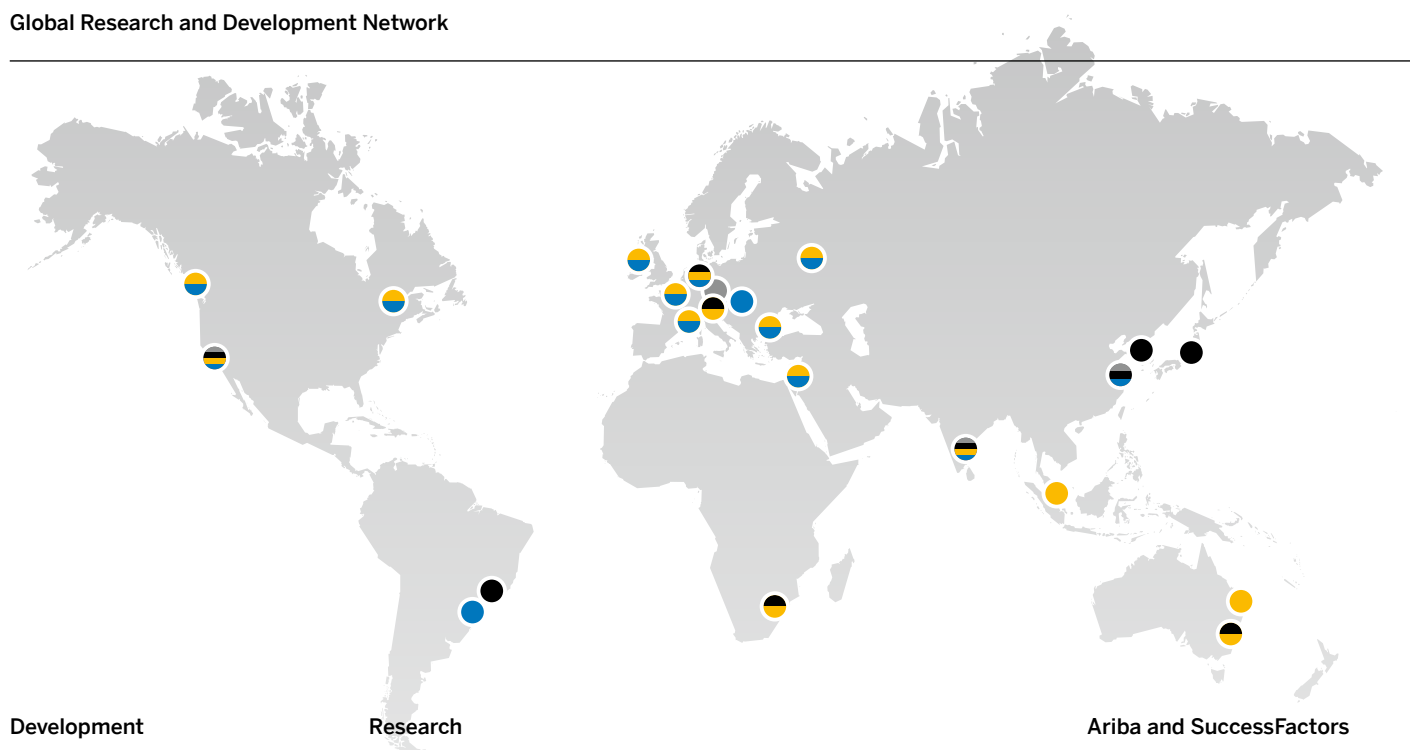 Global Research and Development Network
Development
Research
Ariba and SuccessFactors